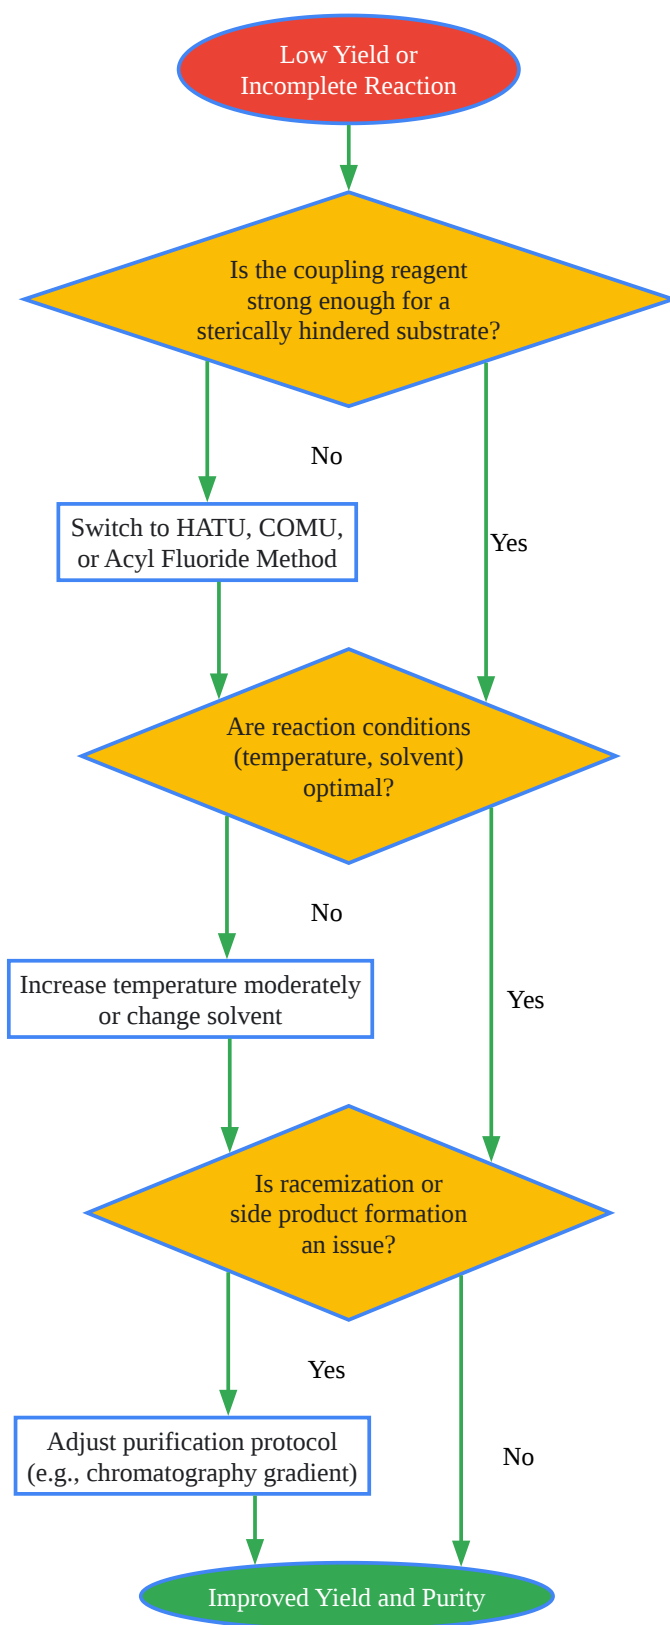 Low Yield or
Incomplete Reaction
Is the coupling reagent
strong enough for a
sterically hindered substrate?
No
Switch to HATU, COMU,
or Acyl Fluoride Method
Yes
Are reaction conditions
(temperature, solvent)
optimal?
No
Increase temperature moderately
or change solvent
Yes
Is racemization or
side product formation
an issue?
Yes
Adjust purification protocol
(e.g., chromatography gradient)
No
Improved Yield and Purity